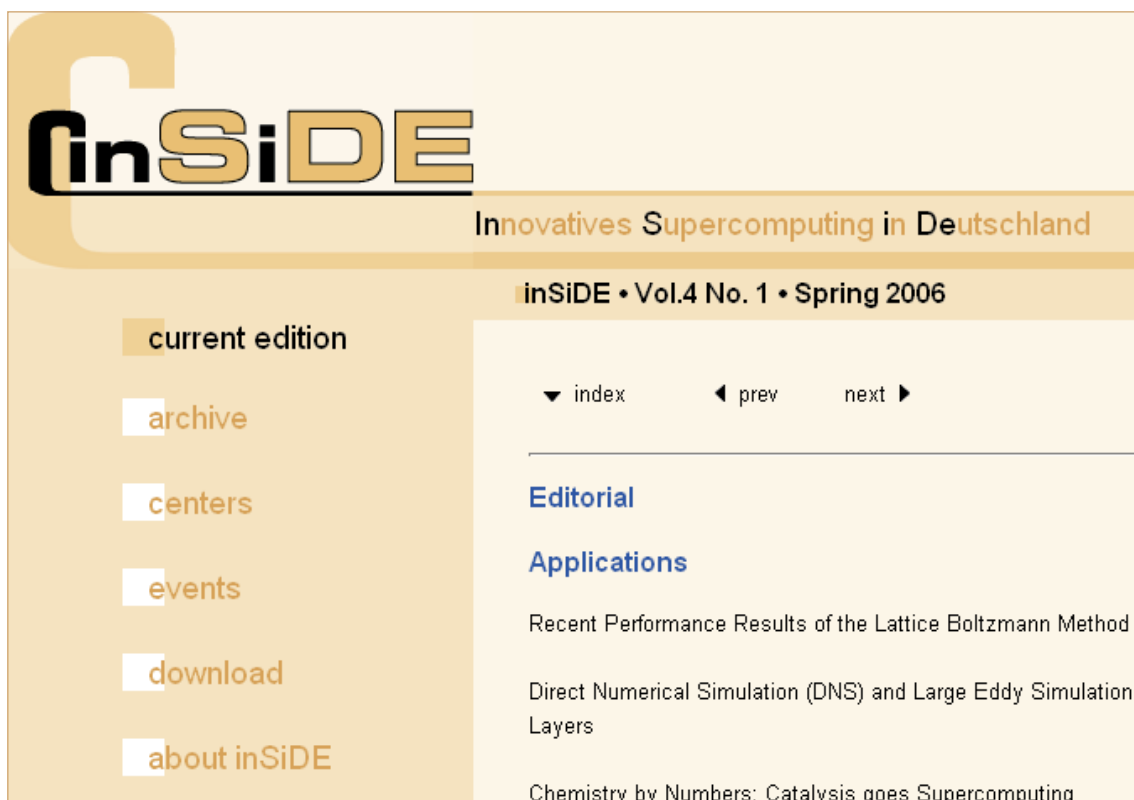 inSiDE
Innovatives Supercomputing in Deutschland
inSiDE • Vol.4 No. 1 • Spring 2006
current edition
archive
centers
events
download
about inSiDE
index prev next
Editorial
Applications
Recent Performance Results of the Lattice Boltzmann Method
Direct Numerical Simulation (DNS) and Large Eddy Simulation
Layers
Chemistry by Numbers: Catalysis goes Supercomputing